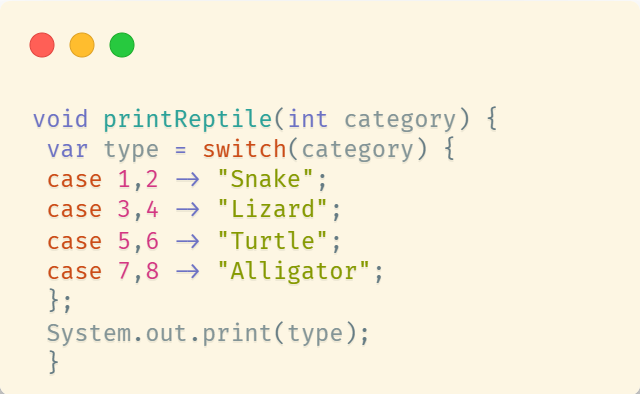 void printReptile(int category) {
var type = switch(category) {
case 1,2 -> "Snake";
case 3,4 -> "Lizard";
case 5,6 -> "Turtle";
case 7,8 -> "Alligator";
};
System.out.print(type);
}